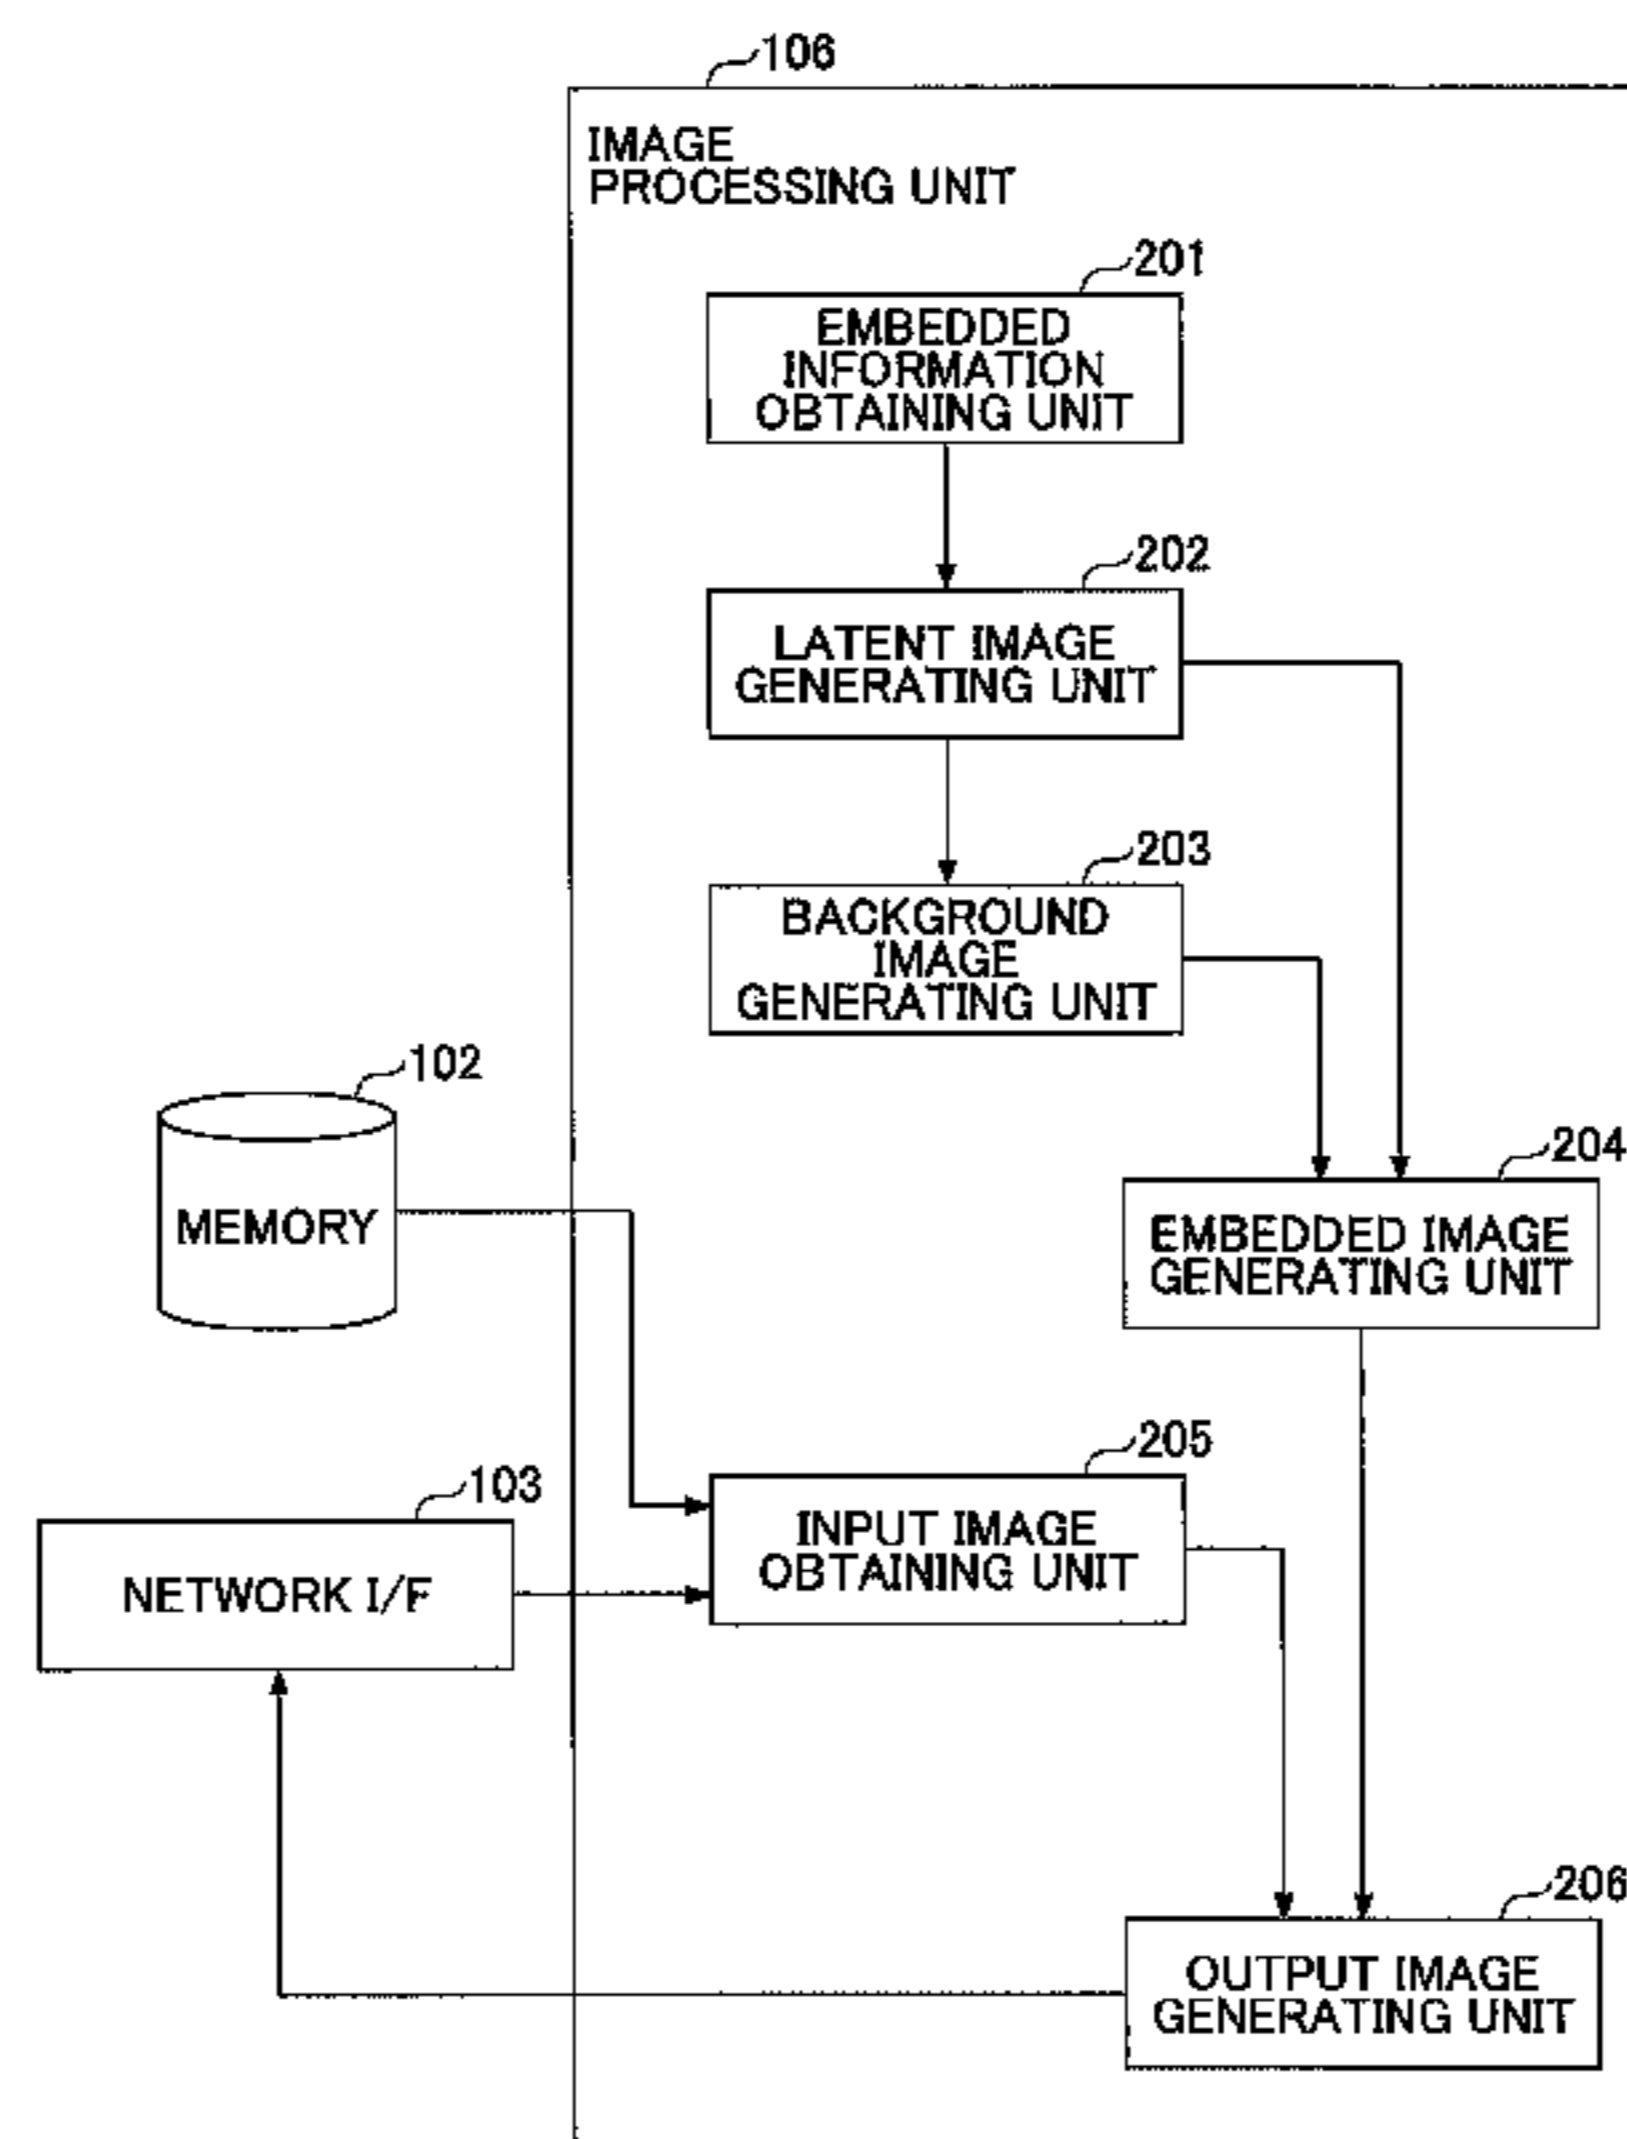 106
IMAGE
PROCESSING UNIT
201
EMBEDDED
INFORMATION
OBTAINING UNIT
202
LATENT IMAGE
GENERATING UNIT
203
BACKGROUND
IMAGE
GENERATING UNIT
102
MEMORY
204
EMBEDDED IMAGE
GENERATING UNIT
205
INPUT IMAGE
OBTAINING UNIT
103
NETWORK I/F
206
OUTPUT IMAGE
GENERATING UNIT